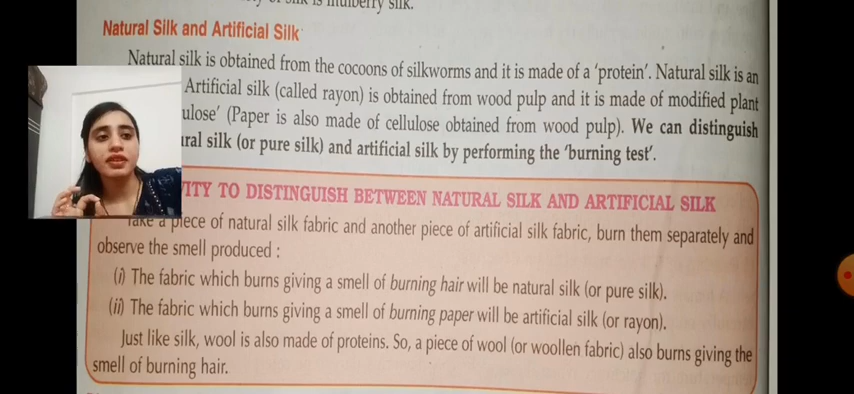 silk is mulberry silk.
Natural Silk and Artificial Silk
Natural silk is obtained from the cocoons of silkworms and it is made of a ‘protein’. Natural silk is an
Artificial silk (called rayon) is obtained from wood pulp and it is made of modified plant
ulose’ (Paper is also made of cellulose obtained from wood pulp). We can distinguish
ral silk (or pure silk) and artificial silk by performing the ‘burning test’.
ITY TO DISTINGUISH BETWEEN NATURAL SILK AND ARTIFICIAL SILK
Take a piece of natural silk fabric and another piece of artificial silk fabric, burn them separately and
observe the smell produced :
(i) The fabric which burns giving a smell of burning hair will be natural silk (or pure silk).
(ii) The fabric which burns giving a smell of burning paper will be artificial silk (or rayon).
Just like silk, wool is also made of proteins. So, a piece of wool (or woollen fabric) also burns giving the
smell of burning hair.